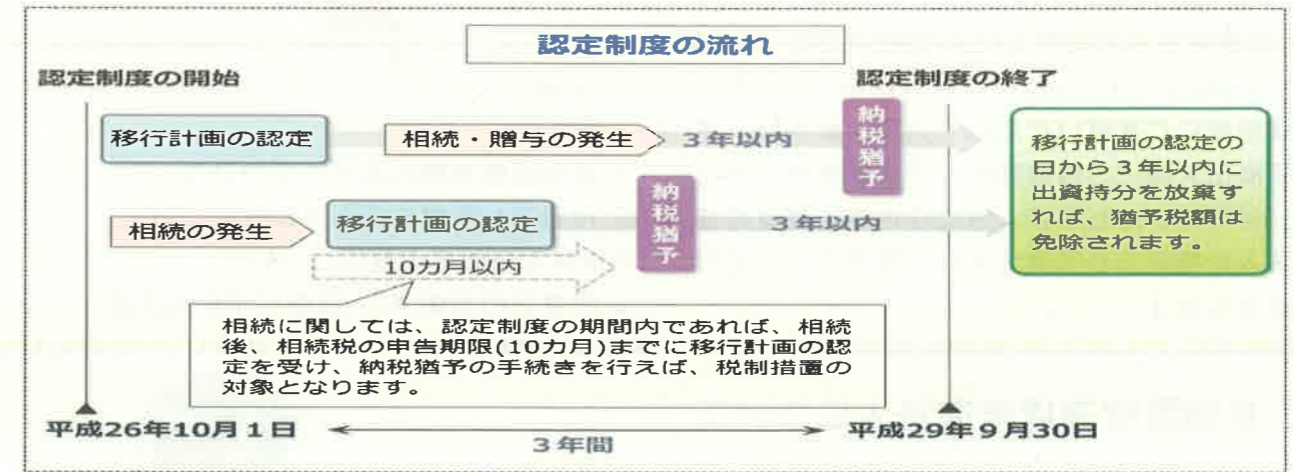 認定制度の流れ
認定制度の開始
認定制度の終了
移行計画の認定
相続・贈与の発生
3年以内
納税猶予
移行計画の認定の
日から3年以内に
出資持分を放棄す
れば、猶予税額は
免除されます。
相続の発生
移行計画の認定
納税猶予
3年以内
10カ月以内
相続に関しては、認定制度の期間内であれば、相続
後、相続税の申告期限(10カ月)までに移行計画の認
定を受け、納税猶予の手続きを行えば、税制措置の
対象となります。
平成26年10月1日
3年間
平成29年9月30日